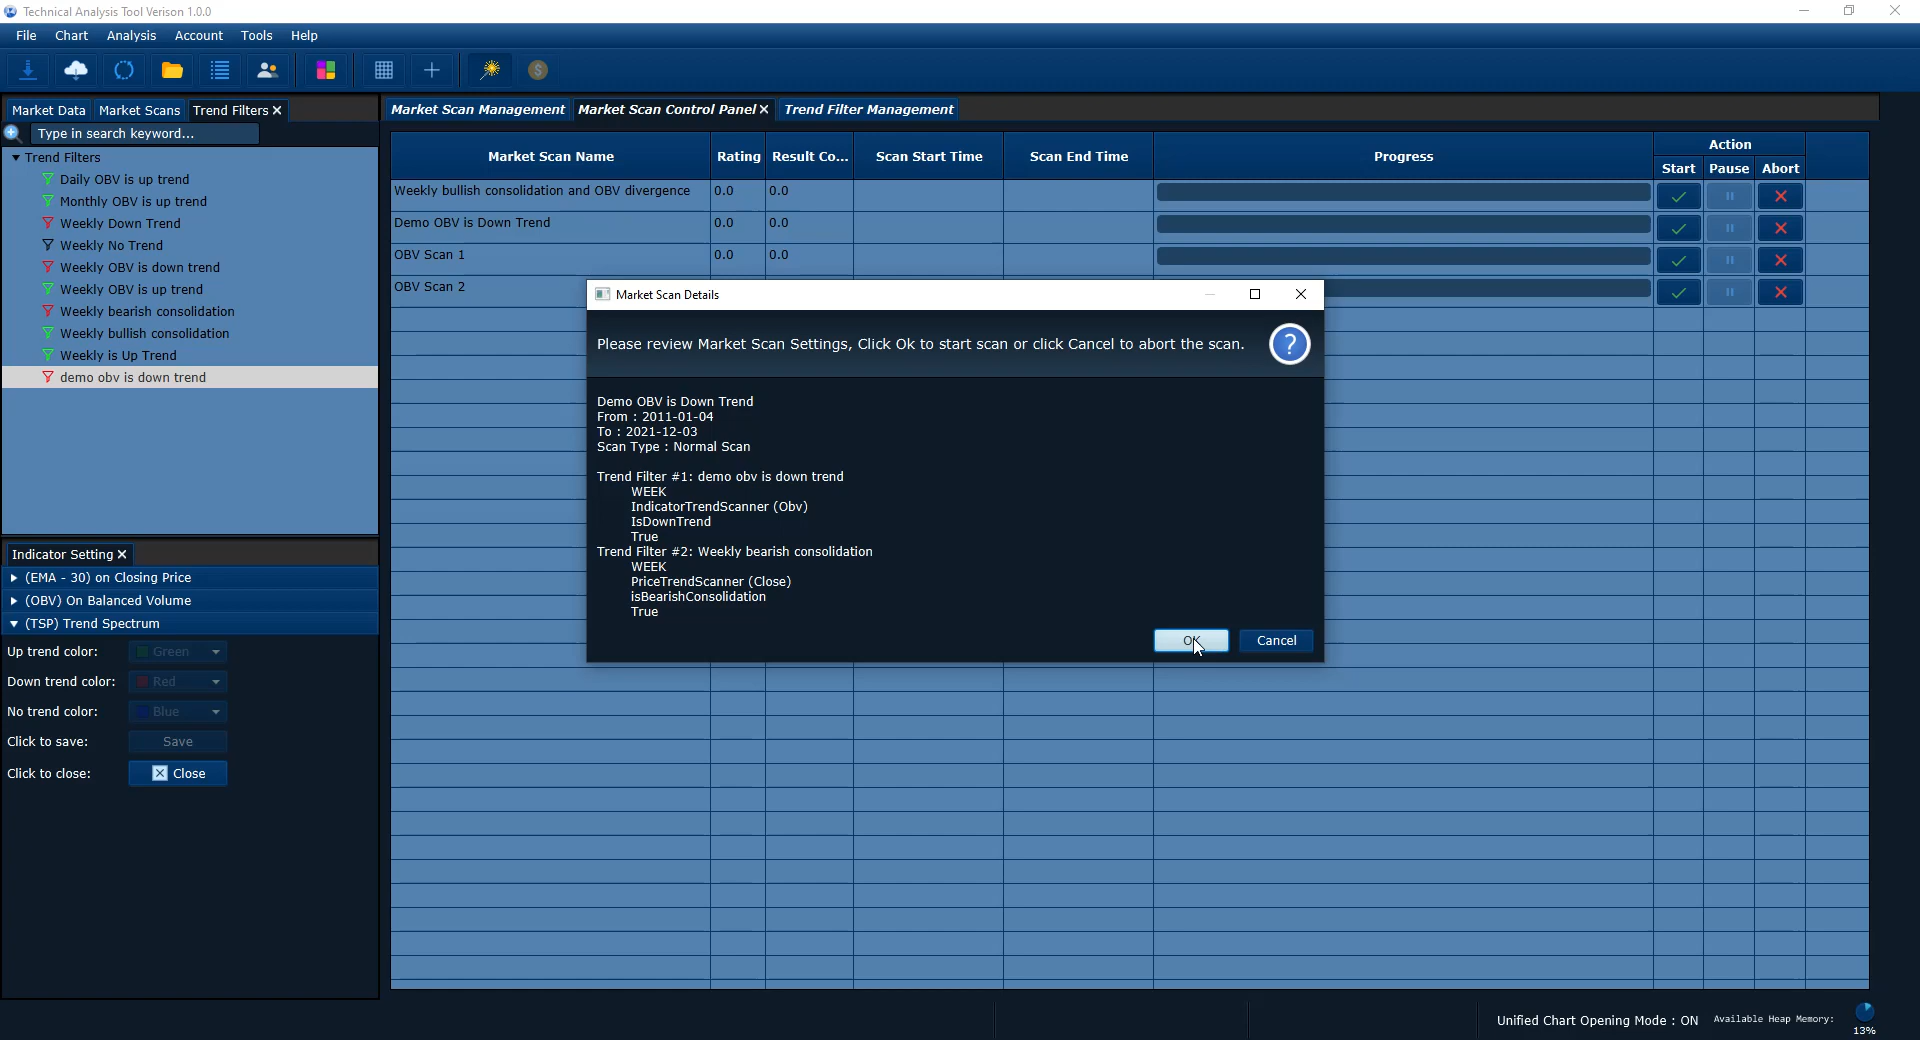 Technical Analysis Tool Verison 1.0.0
File Chart Analysis Account Tools Help
Market Data Market Scans Trend Filters
Type in search keyword...
Trend Filters
Daily OBV is up trend
Monthly OBV is up trend
Weekly Down Trend
Weekly No Trend
Weekly OBV is down trend
Weekly OBV is up trend
Weekly bearish consolidation
Weekly bullish consolidation
Weekly is Up Trend
demo obv is down trend
Indicator Setting
(EMA - 30) on Closing Price
(OBV) On Balanced Volume
(TSP) Trend Spectrum
Up trend color: Green
Down trend color: Red
No trend color: Blue
Click to save: Save
Click to close: Close
Market Scan Management Market Scan Control Panel Trend Filter Management
Market Scan Name Rating Result Co... Scan Start Time Scan End Time Progress Action
Start Pause Abort
Weekly bullish consolidation and OBV divergence 0.0 0.0
Demo OBV is Down Trend 0.0 0.0
OBV Scan 1 0.0 0.0
OBV Scan 2
Market Scan Details
Please review Market Scan Settings, Click Ok to start scan or click Cancel to abort the scan.
Demo OBV is Down Trend
From : 2011-01-04
To : 2021-12-03
Scan Type : Normal Scan
Trend Filter #1: demo obv is down trend
WEEK
IndicatorTrendScanner (Obv)
IsDownTrend
True
Trend Filter #2: Weekly bearish consolidation
WEEK
PriceTrendScanner (Close)
isBearishConsolidation
True
OK Cancel
Unified Chart Opening Mode : ON Available Heap Memory: 13%